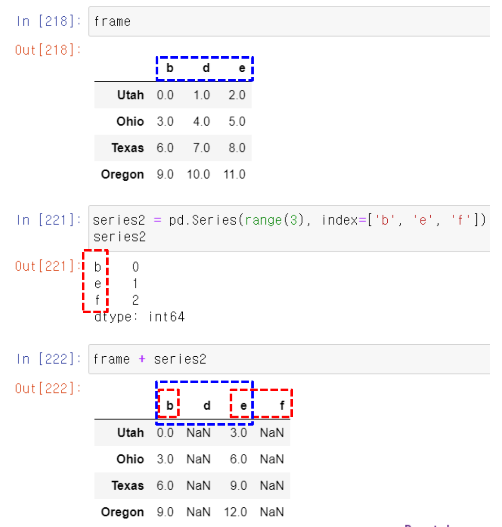 In [218]: frame
Out[218]:
b d e
Utah 0.0 1.0 2.0
Ohio 3.0 4.0 5.0
Texas 6.0 7.0 8.0
Oregon 9.0 10.0 11.0
In [221]: series2 = pd.Series(range(3), index=['b', 'e', 'f'])
series2
Out[221]: b 0
e 1
f 2
dtype: int64
In [222]: frame + series2
Out[222]:
b d e f
Utah 0.0 NaN 3.0 NaN
Ohio 3.0 NaN 6.0 NaN
Texas 6.0 NaN 9.0 NaN
Oregon 9.0 NaN 12.0 NaN